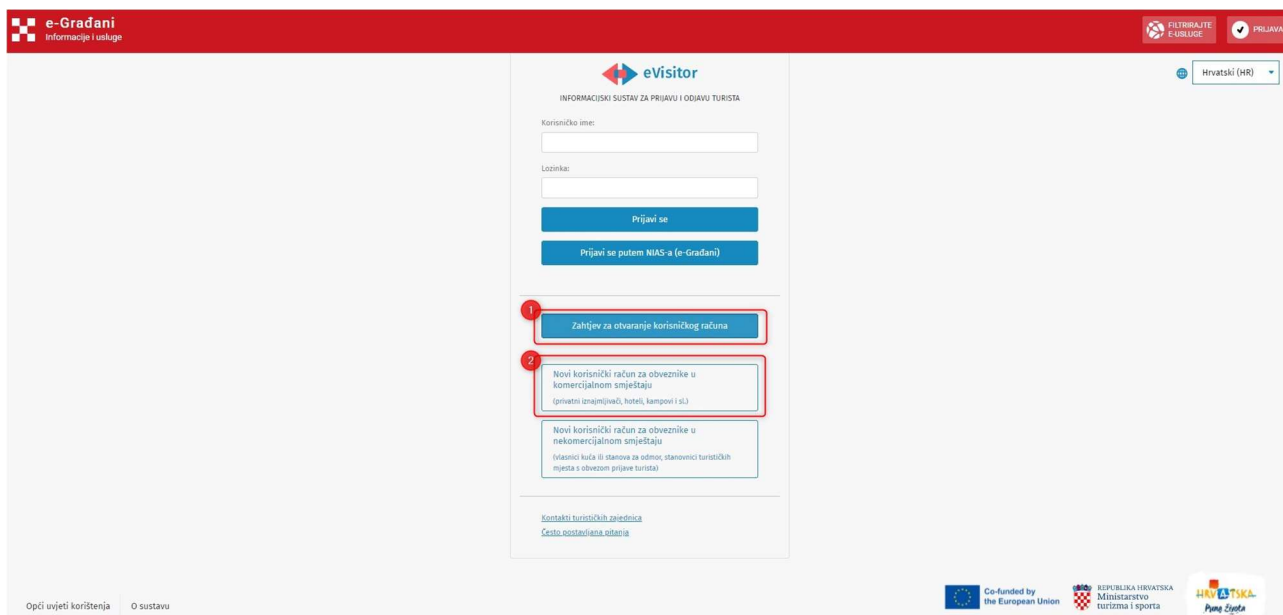 e-Građani
Informacije i usluge
FILTRIRAJTE
E-USLUGE
PRIJAVA
eVisitor
Hrvatski (HR)
INFORMACIJSKI SUSTAV ZA PRIJAVU I ODJAVU TURISTA
Korisničko ime:
Lozinka:
Prijavi se
Prijavi se putem NIAS-a (e-Građani)
1
Zahtjev za otvaranje korisničkog računa
2
Novi korisnički račun za obveznike u
komercijalnom smještaju
(privatni iznajmljivači, hoteli, kampovi i sl.)
Novi korisnički račun za obveznike u
nekomercijalnom smještaju
(vlasnici kuća ili stanova za odmor, stanovnici turističkih
mjesta s obvezom prijave turista)
Kontakti turističkih zajednica
Često postavljana pitanja
Opći uvjeti korištenja
O sustavu
Co-funded by
the European Union
REPUBLIKA HRVATSKA
Ministarstvo
turizma i sporta
HRVATSKA
Puna života